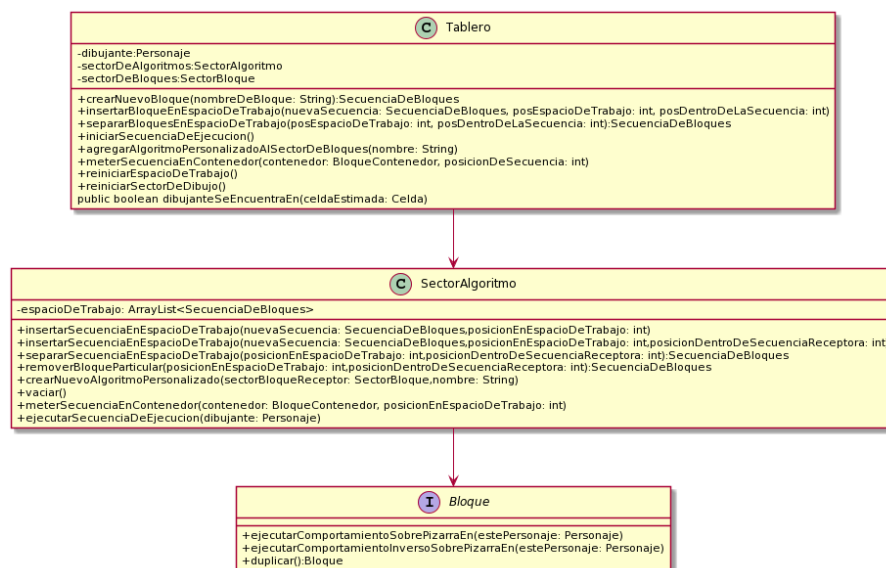 C Tablero
-dibujante:Personaje
-sectorDeAlgoritmos:SectorAlgoritmo
-sectorDeBloques:SectorBloque
+crearNuevoBloque(nombreDeBloque: String):SecuenciaDeBloques
+insertarBloqueEnEspacioDeTrabajo(nuevaSecuencia: SecuenciaDeBloques, posEspacioDeTrabajo: int, posDentroDeLaSecuencia: int)
+separarBloquesEnEspacioDeTrabajo(posEspacioDeTrabajo: int, posDentroDeLaSecuencia: int):SecuenciaDeBloques
+iniciarSecuenciaDeEjecucion()
+agregarAlgoritmoPersonalizadoAlSectorDeBloques(nombre: String)
+meterSecuenciaEnContenedor(contenedor: BloqueContenedor, posicionDeSecuencia: int)
+reiniciarEspacioDeTrabajo()
+reiniciarSectorDeDibujo()
public boolean dibujanteSeEncuentraEn(celdaEstimada: Celda)
C SectorAlgoritmo
-espacioDeTrabajo: ArrayList<SecuenciaDeBloques>
+insertarSecuenciaEnEspacioDeTrabajo(nuevaSecuencia: SecuenciaDeBloques,posicionEnEspacioDeTrabajo: int)
+insertarSecuenciaEnEspacioDeTrabajo(nuevaSecuencia: SecuenciaDeBloques,posicionEnEspacioDeTrabajo: int,posicionDentroDeSecuenciaReceptora: int
+separarSecuenciaEnEspacioDeTrabajo(posicionEnEspacioDeTrabajo: int,posicionDentroDeSecuenciaReceptora: int):SecuenciaDeBloques
+removerBloqueParticular(posicionEnEspacioDeTrabajo: int,posicionDentroDeSecuenciaReceptora: int):SecuenciaDeBloques
+crearNuevoAlgoritmoPersonalizado(sectorBloqueReceptor: SectorBloque,nombre: String)
+vaciar()
+meterSecuenciaEnContenedor(contenedor: BloqueContenedor, posicionEnEspacioDeTrabajo: int)
+ejecutarSecuenciaDeEjecucion(dibujante: Personaje)
I Bloque
+ejecutarComportamientoSobrePizarraEn(estePersonaje: Personaje)
+ejecutarComportamientoInversoSobrePizarraEn(estePersonaje: Personaje)
+duplicar():Bloque